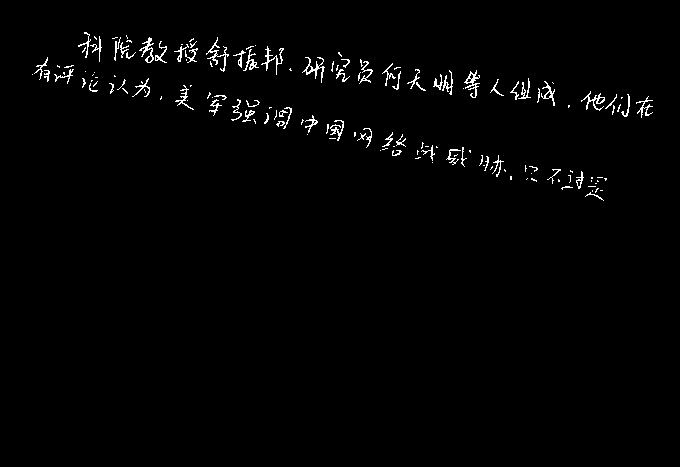 科院教授舒振邦、研究员何天明等人组成，他们在
有评论认为，美军强调中国网络战威胁，只不过是